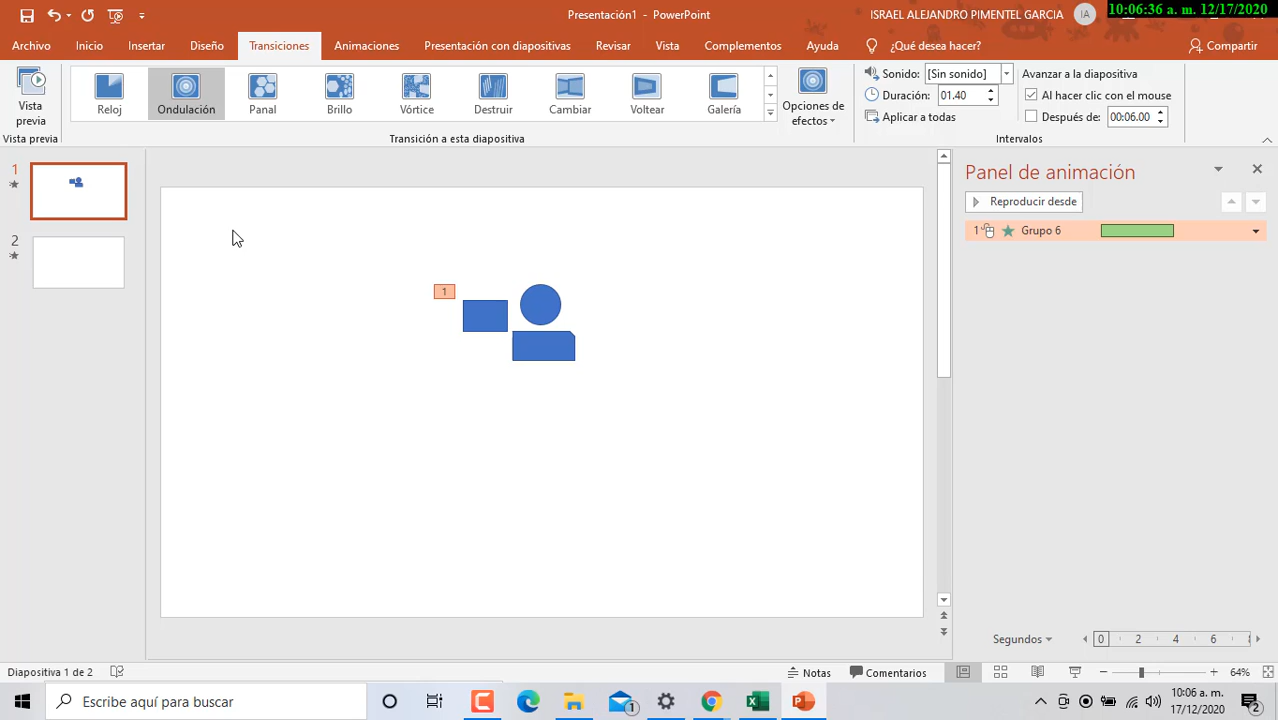 Presentación1 - PowerPoint
ISRAEL ALEJANDRO PIMENTEL GARCIA
IA
10:06:36 a. m. 12/17/2020
Archivo Inicio Insertar Diseño Transiciones Animaciones Presentación con diapositivas Revisar Vista Complementos Ayuda ¿Qué desea hacer? Compartir
Vista previa
Reloj Ondulación Panal Brillo Vórtice Destruir Cambiar Voltear Galería
Opciones de efectos
Sonido: [Sin sonido]
Duración: 01.40
Aplicar a todas
Avanzar a la diapositiva
Al hacer clic con el mouse
Después de: 00:06.00
Vista previa Transición a esta diapositiva Intervalos
1
2
1
Panel de animación
Reproducir desde
1 Grupo 6
Segundos 0 2 4 6
Diapositiva 1 de 2 Notas Comentarios 64%
Escribe aquí para buscar
1
10:06 a.m.
17/12/2020
2